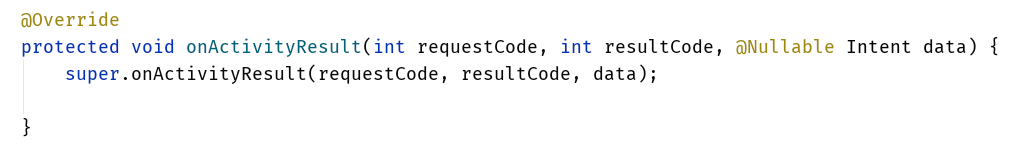 @Override
protected void onActivityResult(int requestCode, int resultCode, @Nullable Intent data) {
    super.onActivityResult(requestCode, resultCode, data);
}